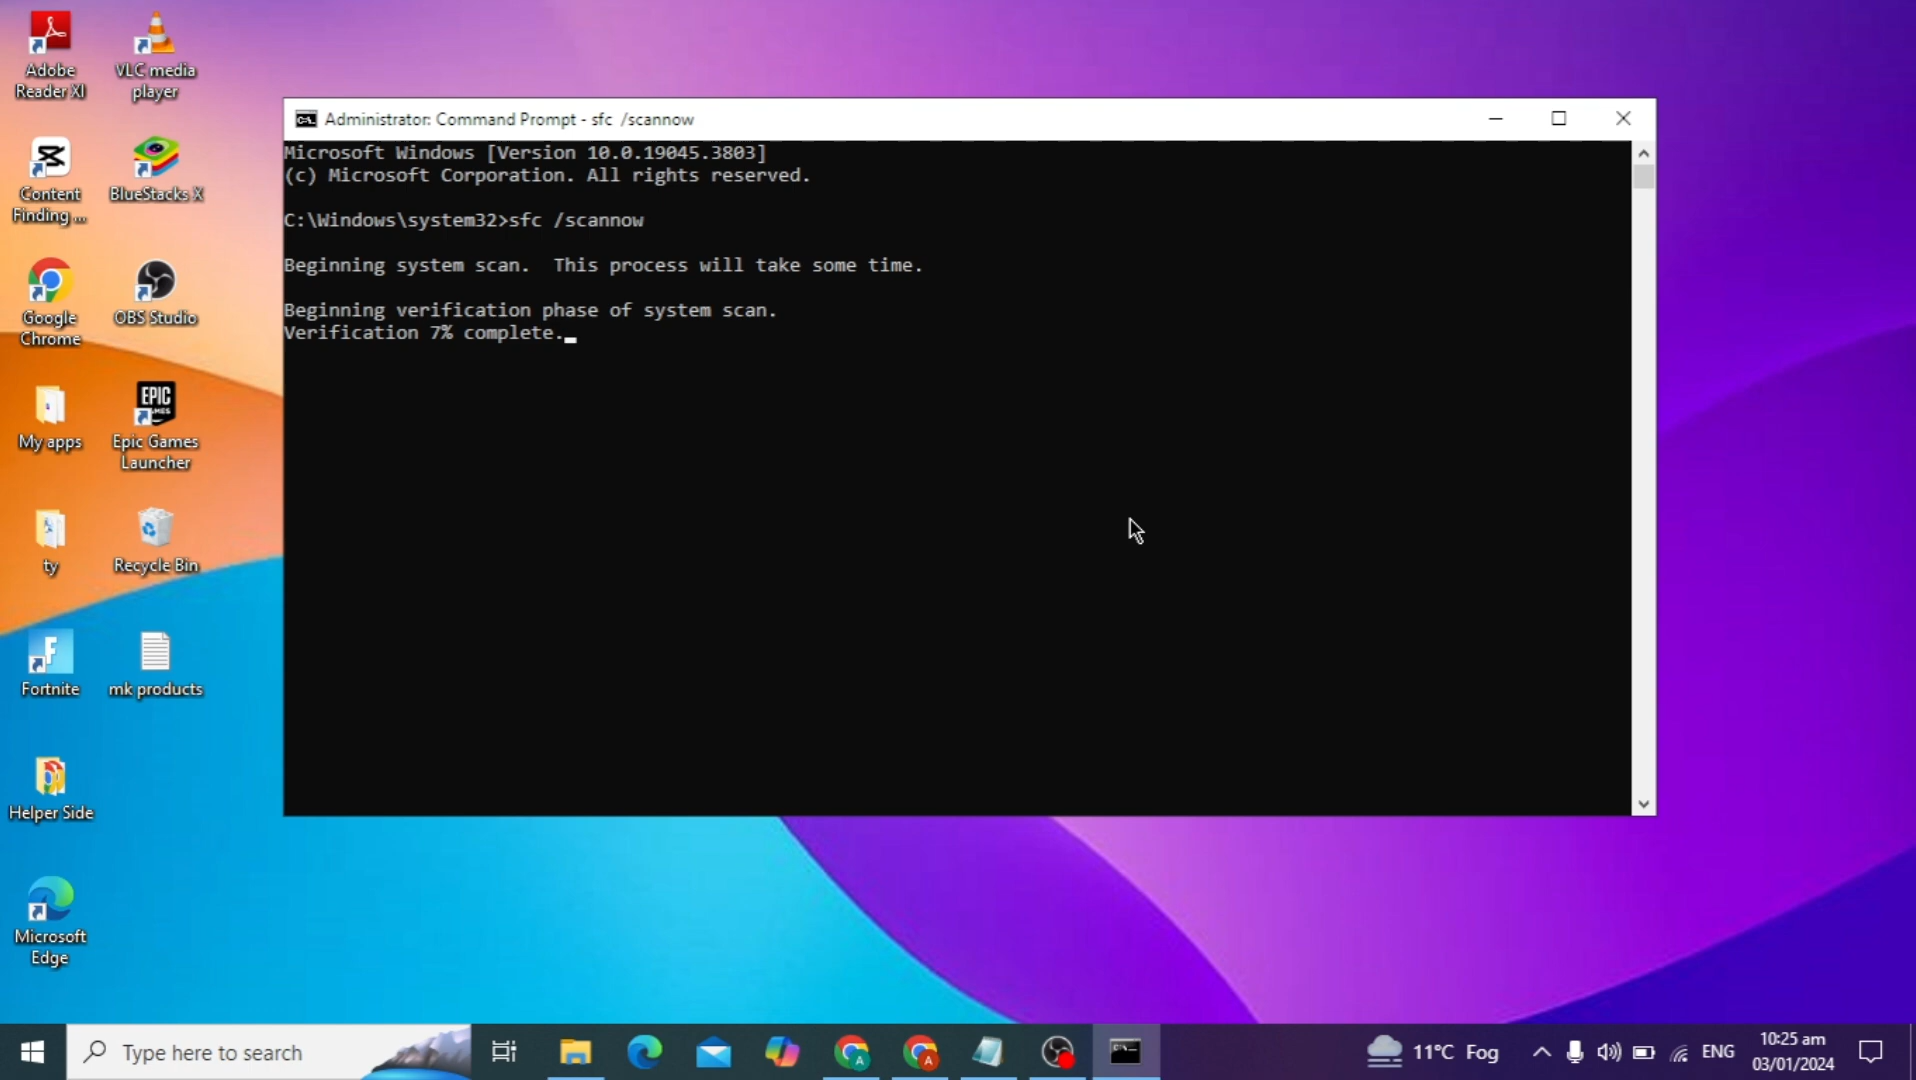 Adobe
Reader XI
VLC media
player
Content
Finding ...
BlueStacks X
Google
Chrome
OBS Studio
My apps
EPIC
GAMES
Epic Games
Launcher
ty
Recycle Bin
F
Fortnite
mk products
Helper Side
Microsoft
Edge
C:\.
Administrator: Command Prompt - sfc /scannow
Microsoft Windows [Version 10.0.19045.3803]
(c) Microsoft Corporation. All rights reserved.
C:\Windows\system32>sfc /scannow
Beginning system scan.  This process will take some time.
Beginning verification phase of system scan.
Verification 7% complete.
Type here to search
A
A
11°C Fog
ENG
10:25 am
03/01/2024